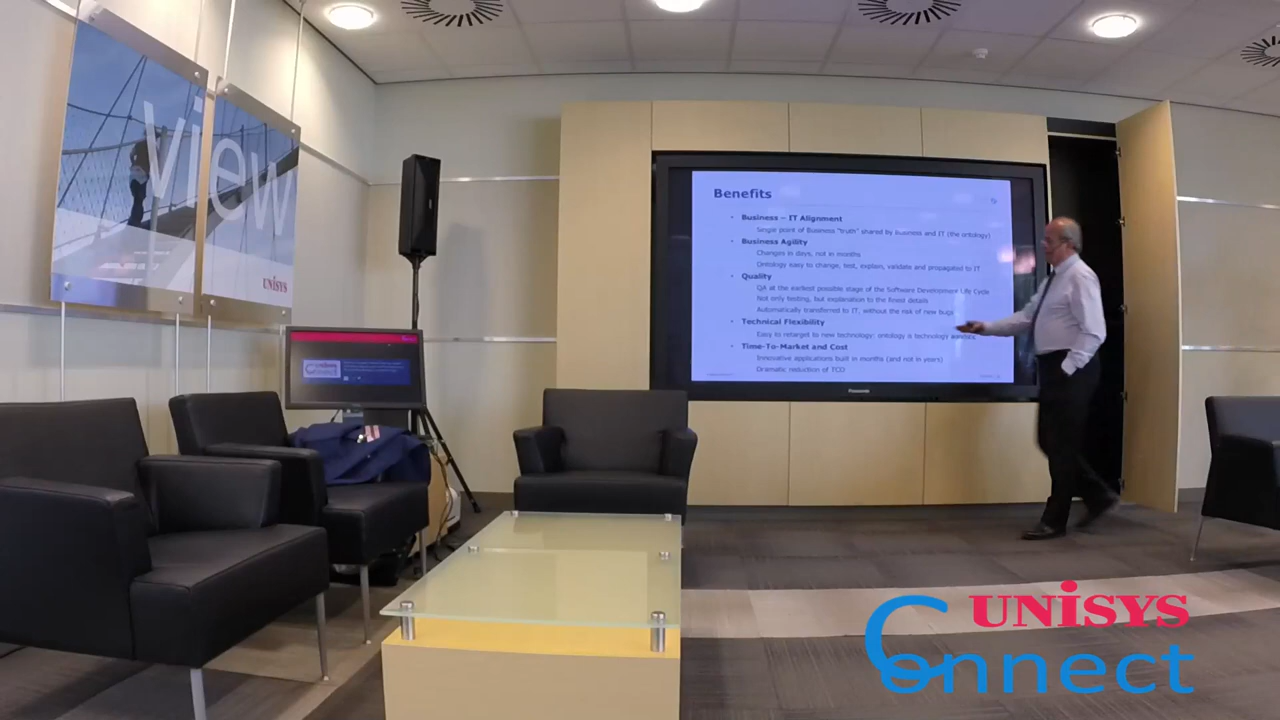 view
UNISYS
Benefits
• Business – IT Alignment
Single point of Business "truth" shared by Business and IT (the ontology)
• Business Agility
Changes in days, not in months
Ontology easy to change, test, explain, validate and propagated to IT
• Quality
QA at the earliest possible stage of the Software Development Life Cycle
Not only testing, but explanation to the finest details
Automatically transferred to IT, without the risk of new bugs
• Technical Flexibility
Easy to retarget to new technology: ontology is technology agnostic
• Time-To-Market and Cost
Innovative applications built in months (and not in years)
Dramatic reduction of TCO
Panasonic
unisys
Connect
UNiSYS
Connect